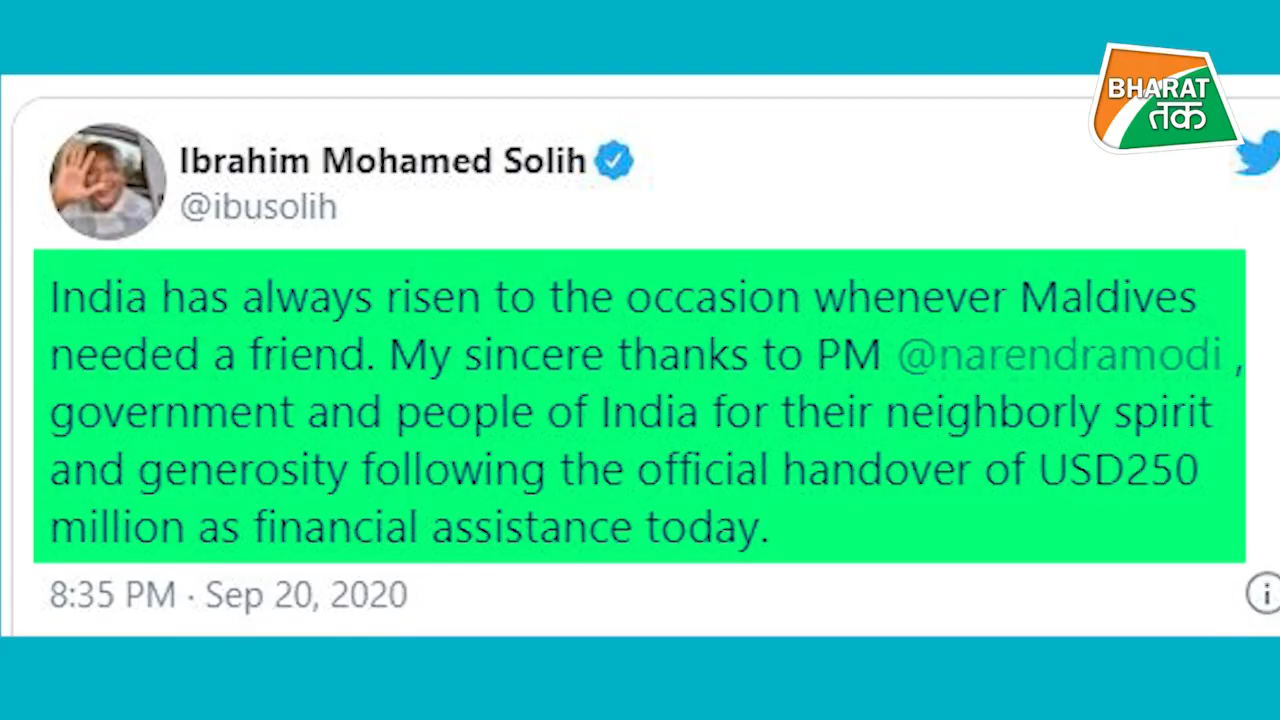 BHARAT
तक
Ibrahim Mohamed Solih
@ibusolih
India has always risen to the occasion whenever Maldives
needed a friend. My sincere thanks to PM @narendramodi ,
government and people of India for their neighborly spirit
and generosity following the official handover of USD250
million as financial assistance today.
8:35 PM · Sep 20, 2020